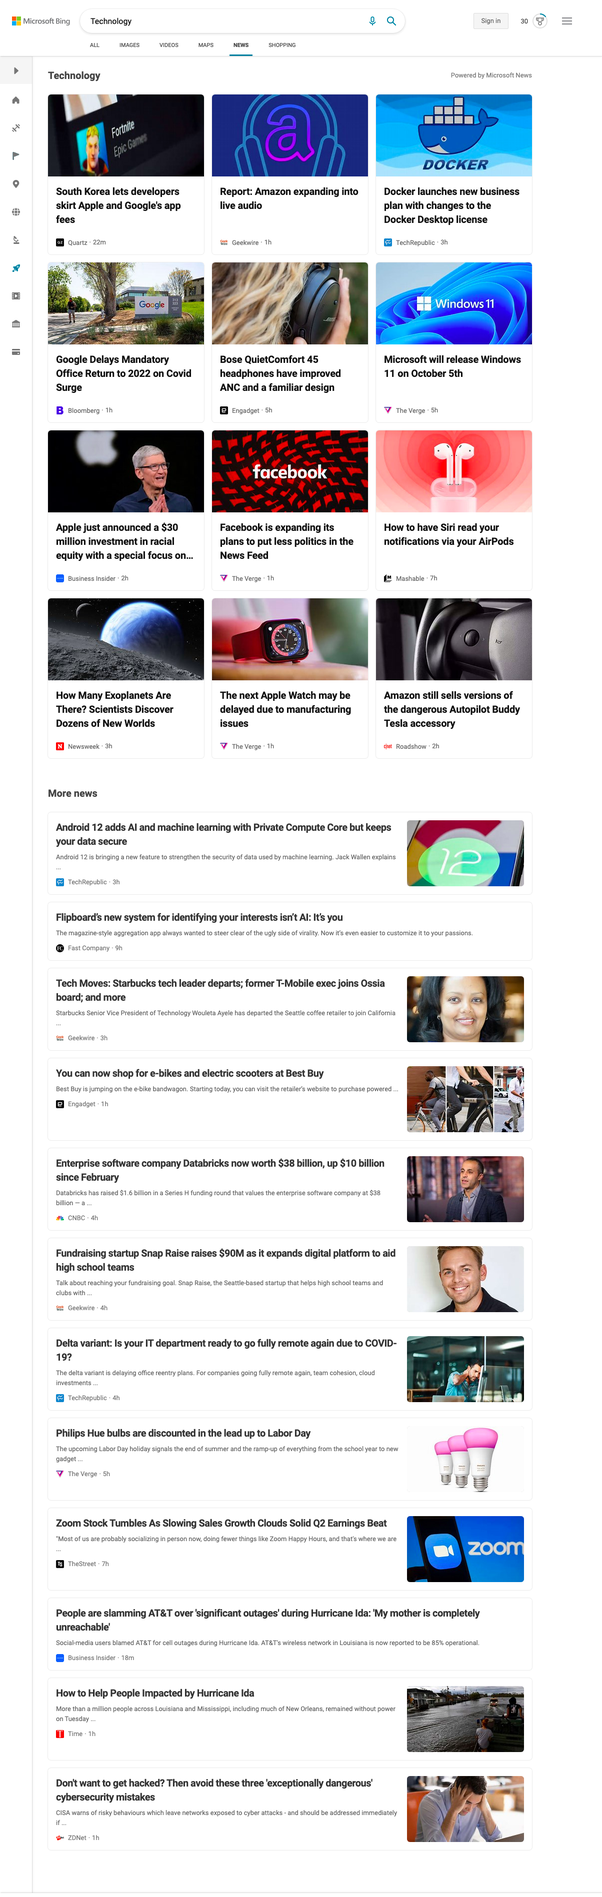 Microsoft Bing
Technology
Sign in
30
ALL IMAGES VIDEOS MAPS NEWS SHOPPING
Technology
Powered by Microsoft News
Fortnite
Epic Games
South Korea lets developers
skirt Apple and Google's app
fees
Quartz · 22m
a
Report: Amazon expanding into
live audio
Geekwire · 1h
DOCKER
Docker launches new business
plan with changes to the
Docker Desktop license
TechRepublic · 3h
Google
Google Delays Mandatory
Office Return to 2022 on Covid
Surge
Bloomberg · 1h
Bose QuietComfort 45
headphones have improved
ANC and a familiar design
Engadget · 5h
Windows 11
Microsoft will release Windows
11 on October 5th
The Verge · 5h
Apple just announced a $30
million investment in racial
equity with a special focus on...
Business Insider · 2h
facebook
Facebook is expanding its
plans to put less politics in the
News Feed
The Verge · 1h
How to have Siri read your
notifications via your AirPods
Mashable · 7h
How Many Exoplanets Are
There? Scientists Discover
Dozens of New Worlds
Newsweek · 3h
The next Apple Watch may be
delayed due to manufacturing
issues
The Verge · 1h
Amazon still sells versions of
the dangerous Autopilot Buddy
Tesla accessory
Roadshow · 2h
More news
Android 12 adds AI and machine learning with Private Compute Core but keeps
your data secure
Android 12 is bringing a new feature to strengthen the security of data used by machine learning. Jack Wallen explains
...
TechRepublic · 3h
12
Flipboard's new system for identifying your interests isn't AI: It's you
The magazine-style aggregation app always wanted to steer clear of the ugly side of virality. Now it's even easier to customize it to your passions.
Fast Company · 9h
Tech Moves: Starbucks tech leader departs; former T-Mobile exec joins Ossia
board; and more
Starbucks Senior Vice President of Technology Wouleta Ayele has departed the Seattle coffee retailer to join California
...
Geekwire · 3h
You can now shop for e-bikes and electric scooters at Best Buy
Best Buy is jumping on the e-bike bandwagon. Starting today, you can visit the retailer's website to purchase powered ...
Engadget · 1h
Enterprise software company Databricks now worth $38 billion, up $10 billion
since February
Databricks has raised $1.6 billion in a Series H funding round that values the enterprise software company at $38
billion — a ...
CNBC · 4h
Fundraising startup Snap Raise raises $90M as it expands digital platform to aid
high school teams
Talk about reaching your fundraising goal. Snap Raise, the Seattle-based startup that helps high school teams and
clubs with ...
Geekwire · 4h
Delta variant: Is your IT department ready to go fully remote again due to COVID-
19?
The delta variant is delaying office reentry plans. For companies going fully remote again, team cohesion, cloud
investments ...
TechRepublic · 4h
Philips Hue bulbs are discounted in the lead up to Labor Day
The upcoming Labor Day holiday signals the end of summer and the ramp-up of everything from the school year to new
gadget ...
The Verge · 5h
Zoom Stock Tumbles As Slowing Sales Growth Clouds Solid Q2 Earnings Beat
"Most of us are probably socializing in person now, doing fewer things like Zoom Happy Hours, and that's where we are
...
TheStreet · 7h
zoom
People are slamming AT&T over 'significant outages' during Hurricane Ida: 'My mother is completely
unreachable'
Social-media users blamed AT&T for cell outages during Hurricane Ida. AT&T's wireless network in Louisiana is now reported to be 85% operational.
Business Insider · 18m
How to Help People Impacted by Hurricane Ida
More than a million people across Louisiana and Mississippi, including much of New Orleans, remained without power
on Tuesday ...
Time · 1h
Don't want to get hacked? Then avoid these three 'exceptionally dangerous'
cybersecurity mistakes
CISA warns of risky behaviours which leave networks exposed to cyber attacks - and should be addressed immediately
if ...
ZDNet · 1h